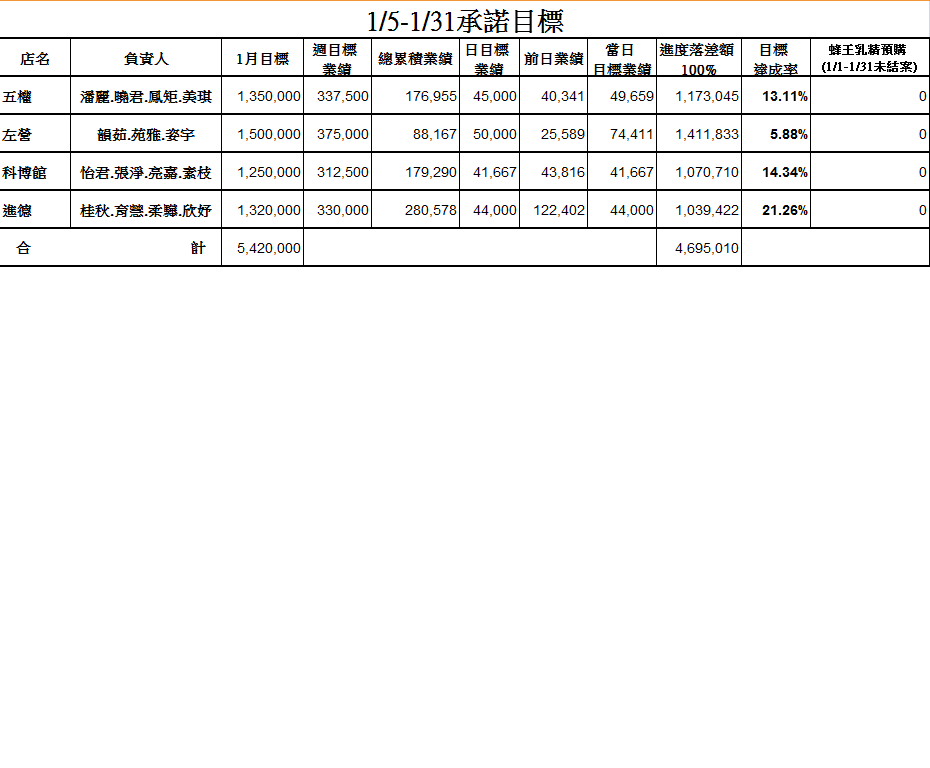 1/5-1/31承諾目標
店名 負責人 1月目標 週目標業績 總累積業績 日目標業績 前日業績 當日目標業績 進度落差額100% 目標達成率 蜂王乳精預購(1/1-1/31未結案)
五權 潘麗.曉君.鳳矩.美琪 1,350,000 337,500 176,955 45,000 40,341 49,659 1,173,045 13.11% 0
左營 韻茹.苑雅.姿宇 1,500,000 375,000 88,167 50,000 25,589 74,411 1,411,833 5.88% 0
科博館 怡君.張淨.亮嘉.素枝 1,250,000 312,500 179,290 41,667 43,816 41,667 1,070,710 14.34% 0
進德 桂秋.育慧.柔驊.欣妤 1,320,000 330,000 280,578 44,000 122,402 44,000 1,039,422 21.26% 0
合 計 5,420,000 4,695,010